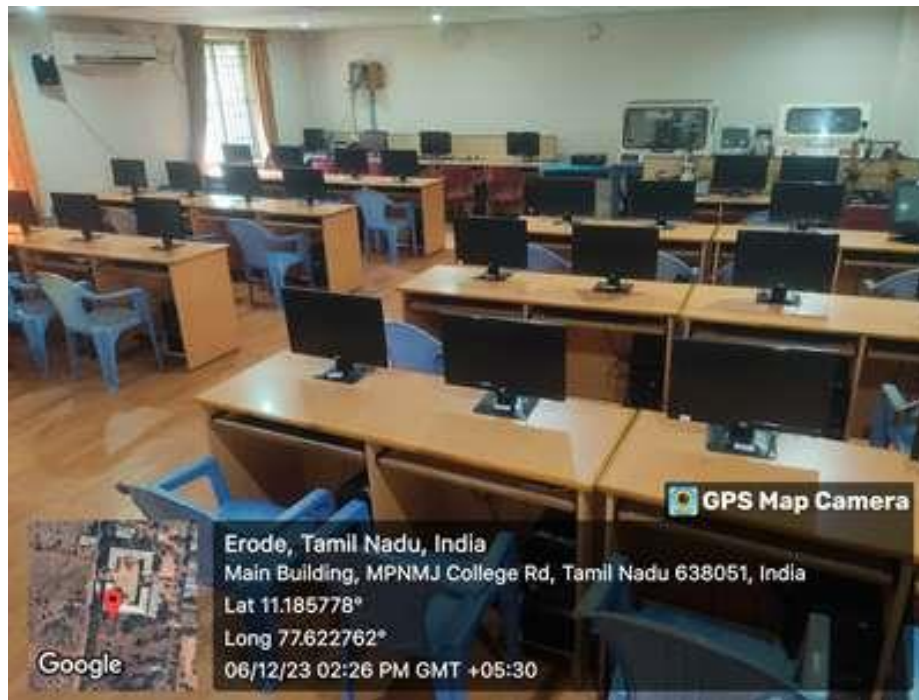 GPS Map Camera
Erode, Tamil Nadu, India
Main Building, MPNMJ College Rd, Tamil Nadu 638051, India
Lat 11.185778°
Long 77.622762°
06/12/23 02:26 PM GMT +05:30
Google